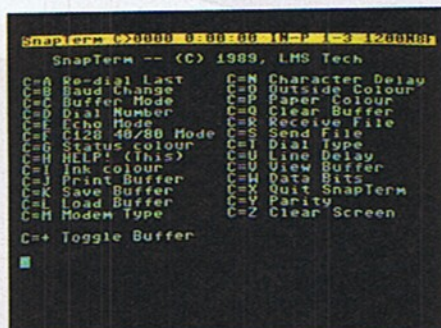 SnapTerm C>0000 0:00:00 IN-P 1-3 1200N8F
SnapTerm -- (C) 1989, LMS Tech
C=A Re-dial Last
C=B Baud Change
C=C Buffer Mode
C=D Dial Number
C=E Echo Mode
C=F C128 40/80 Mode
C=G Status colour
C=H HELP! (This)
C=I Ink colour
C=J Print Buffer
C=K Save Buffer
C=L Load Buffer
C=M Modem Type
C=N Character Delay
C=O Outside Colour
C=P Paper Colour
C=Q Clear Buffer
C=R Receive File
C=S Send File
C=T Dial Type
C=U Line Delay
C=V View Buffer
C=W Data Bits
C=X Quit SnapTerm
C=Y Parity
C=Z Clear Screen
C=+ Toggle Buffer